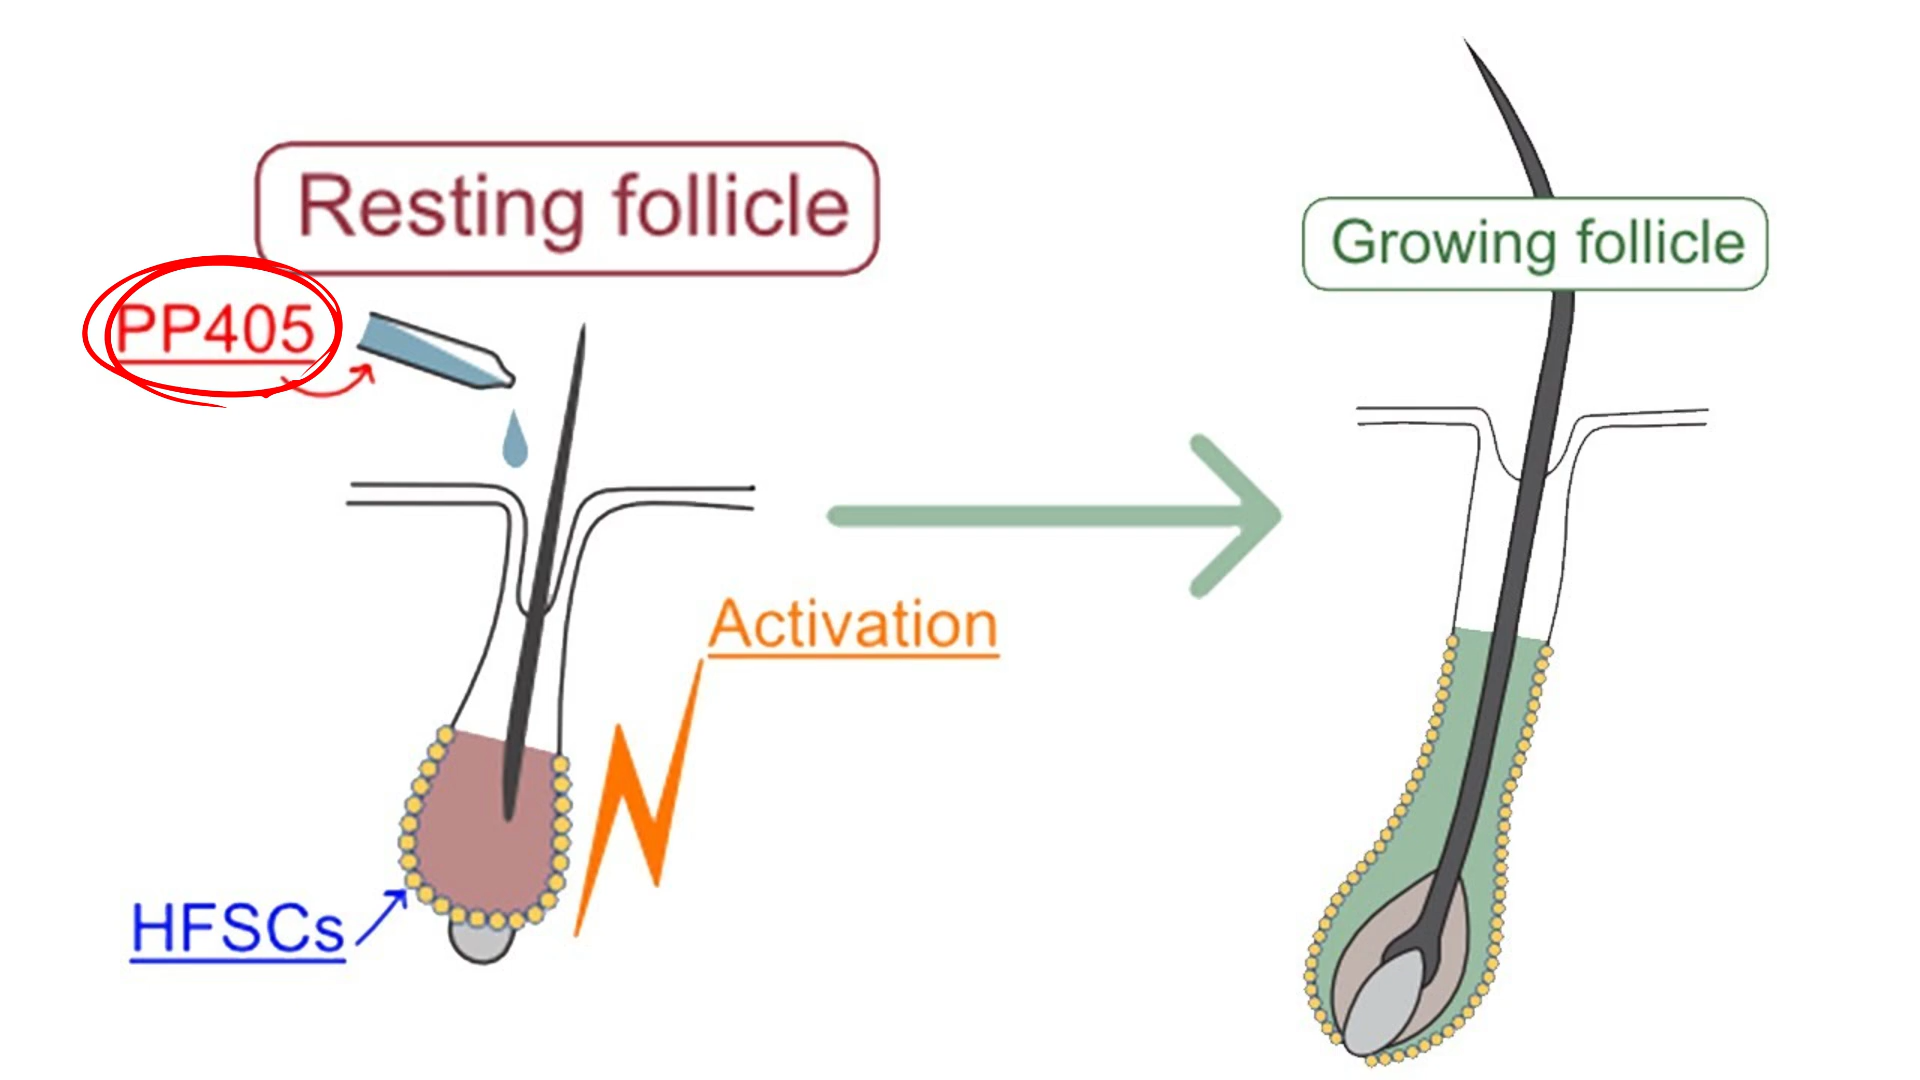 Resting follicle
PP405
Activation
HFSCs
Growing follicle